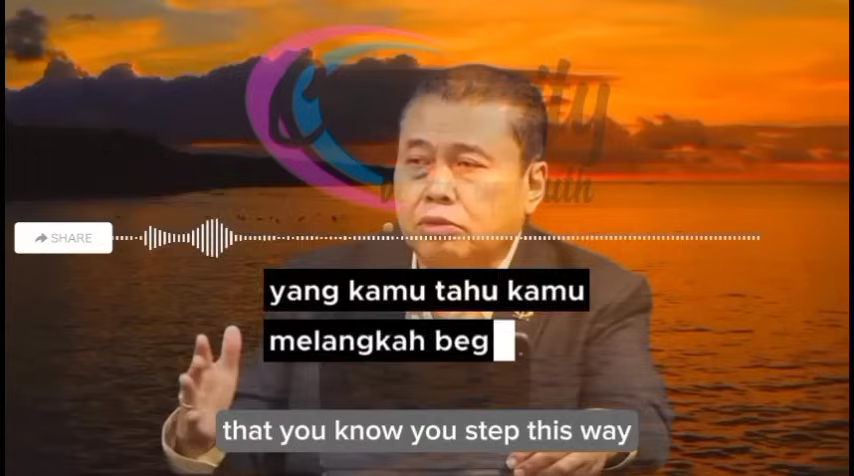 SHARE
yang kamu tahu kamu
melangkah beg
that you know you step this way